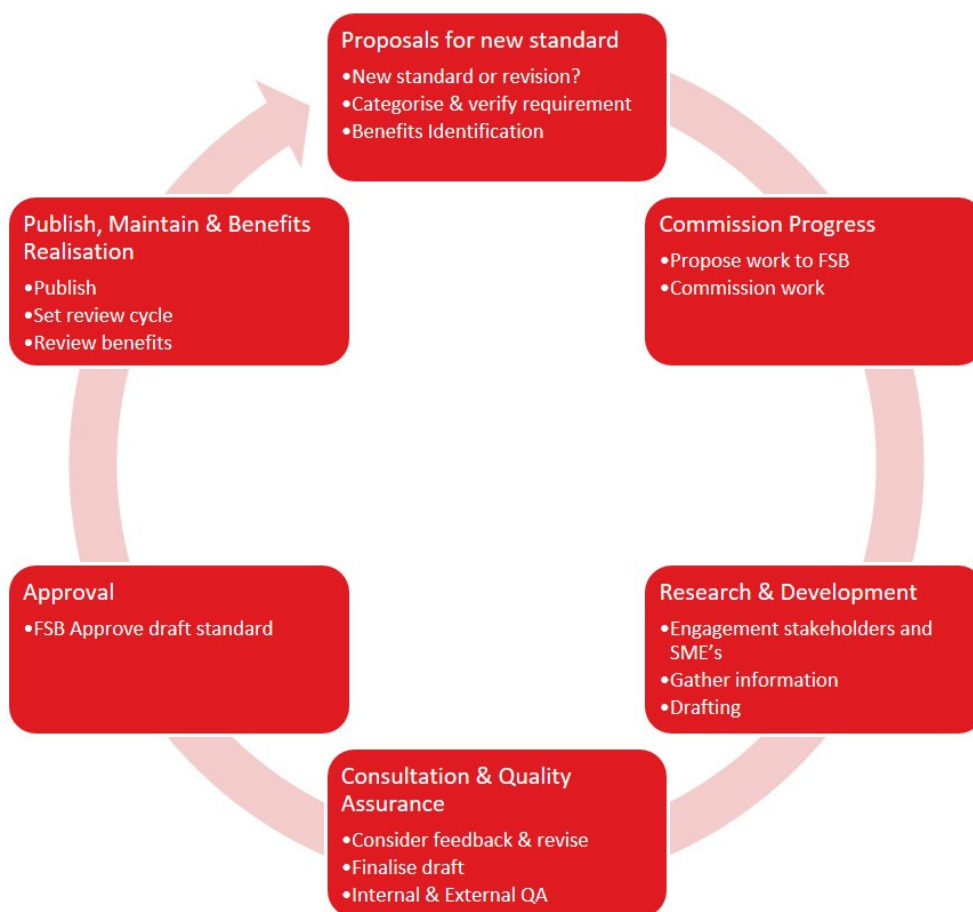 Proposals for new standard
•New standard or revision?
•Categorise & verify requirement
•Benefits Identification
Commission Progress
•Propose work to FSB
•Commission work
Research & Development
•Engagement stakeholders and
SME's
•Gather information
•Drafting
Consultation & Quality
Assurance
•Consider feedback & revise
•Finalise draft
•Internal & External QA
Approval
•FSB Approve draft standard
Publish, Maintain & Benefits
Realisation
•Publish
•Set review cycle
•Review benefits